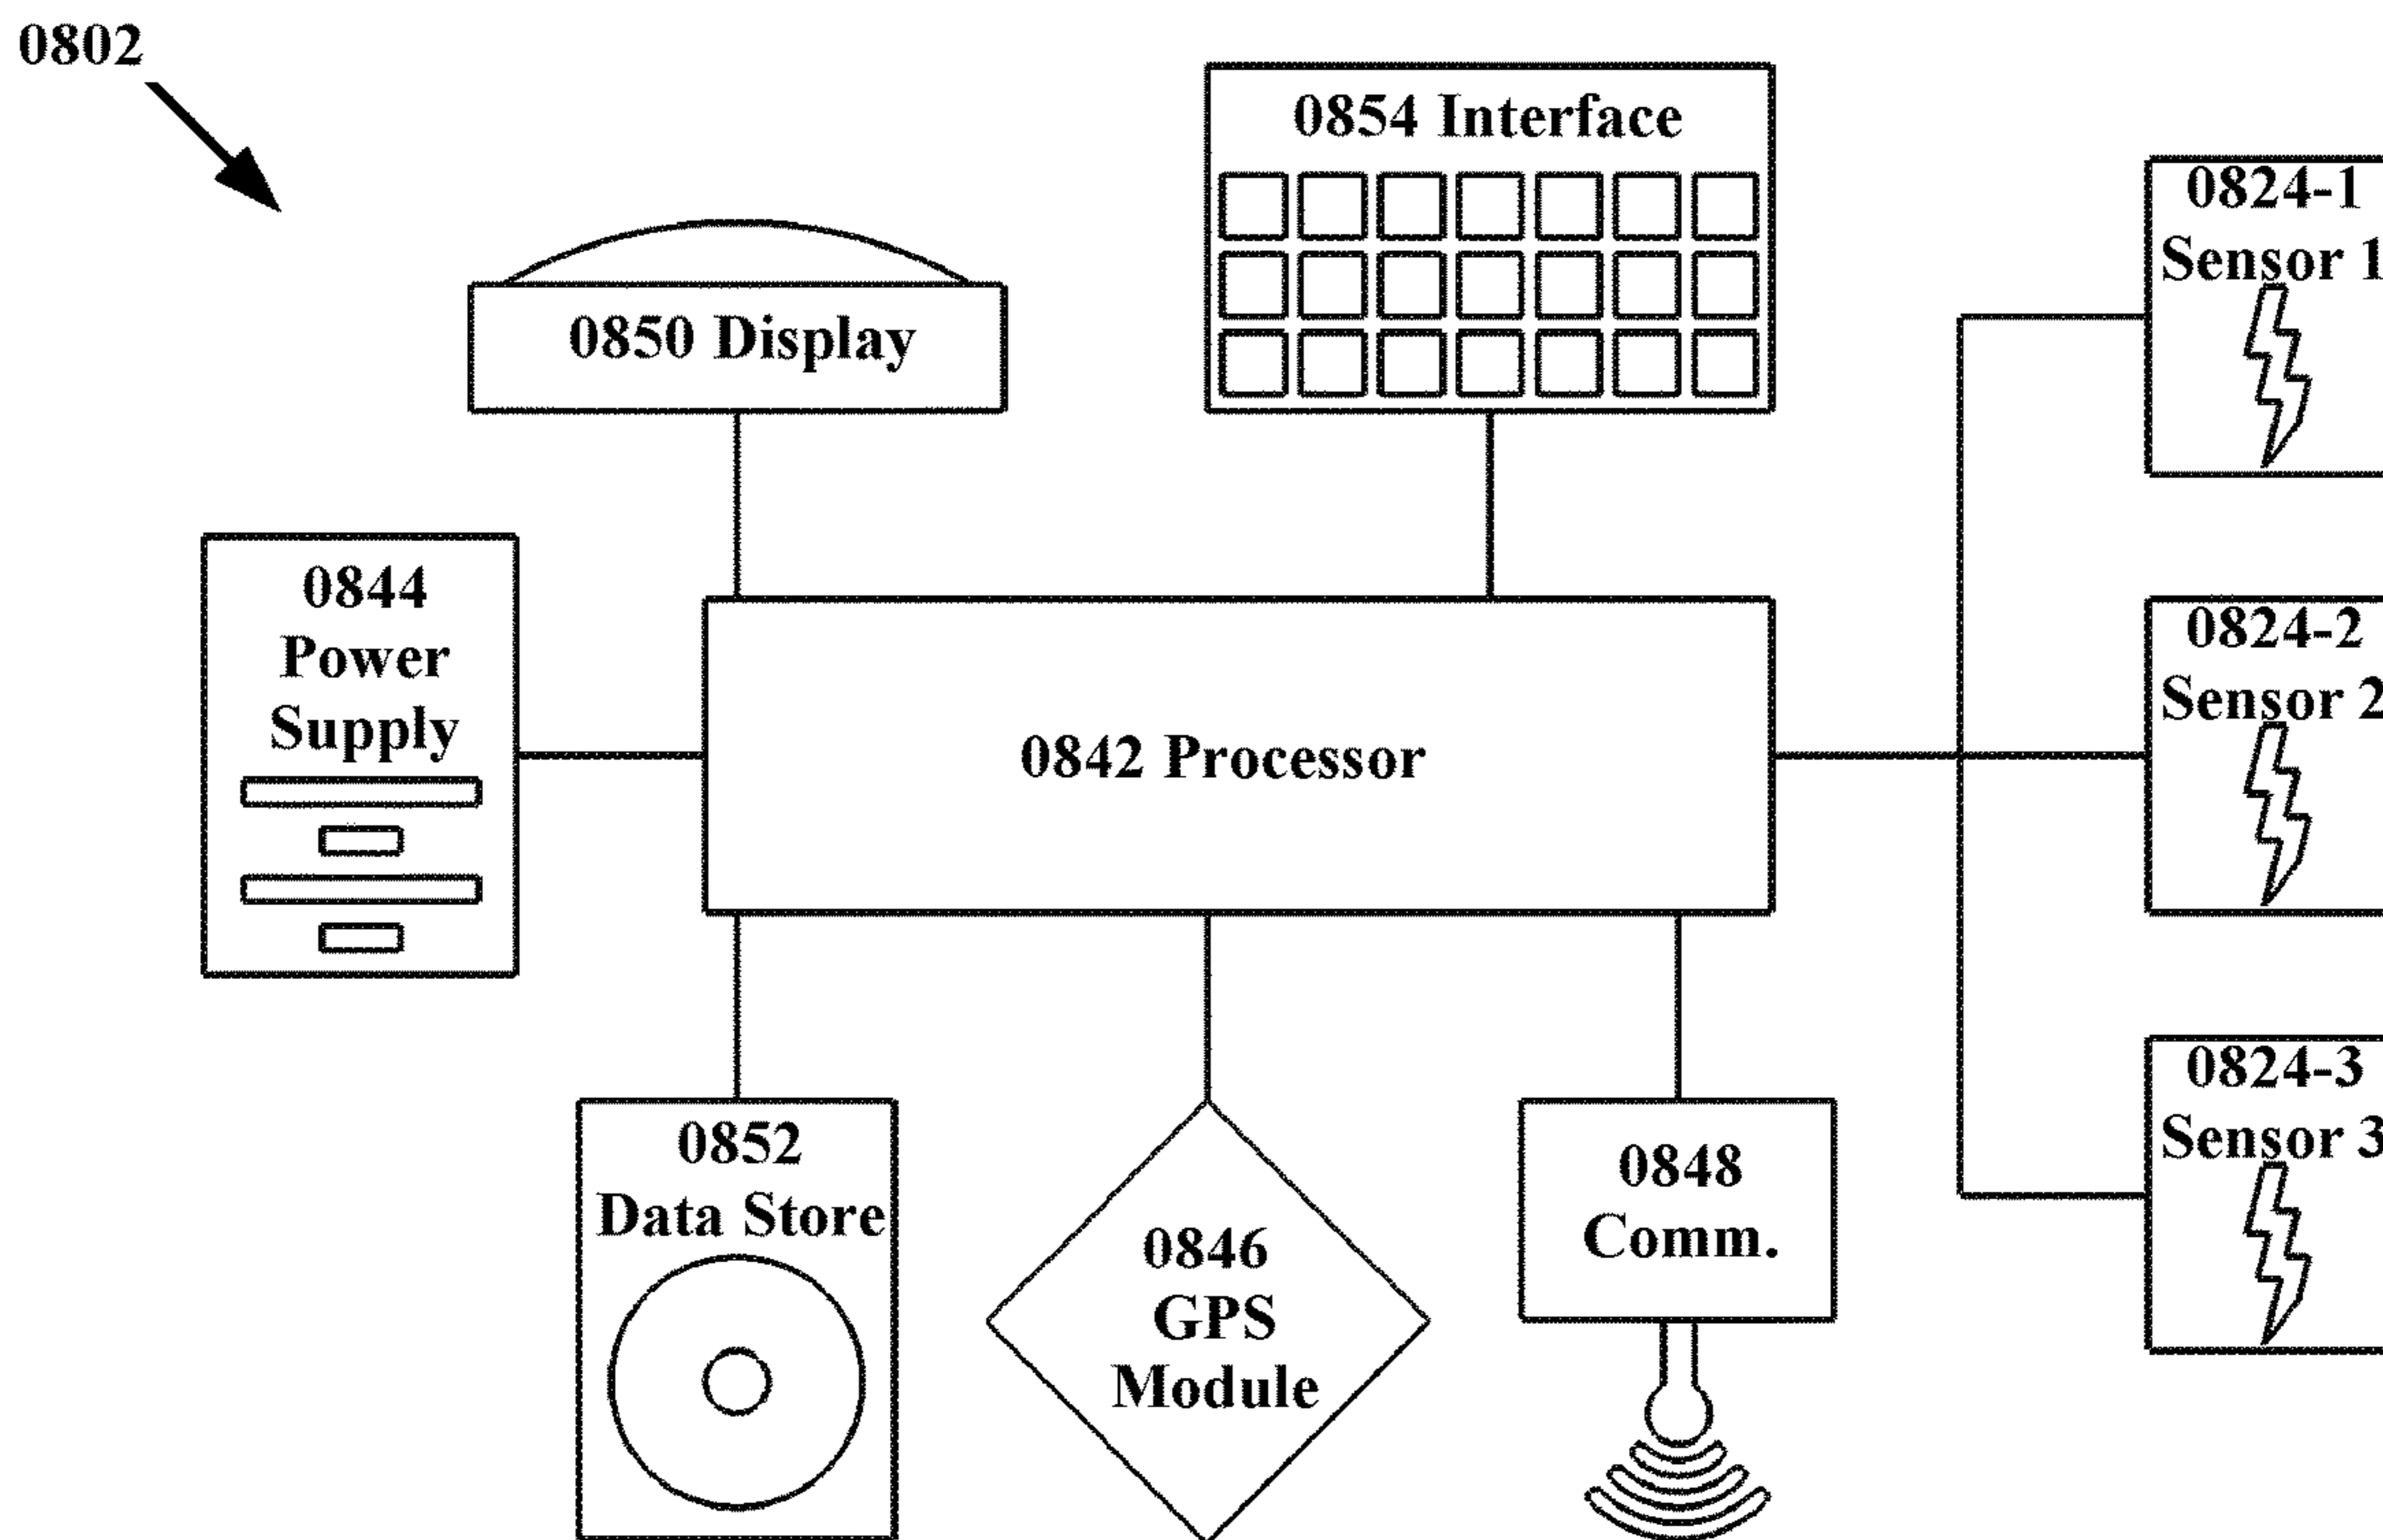 0802
0854 Interface
0824-1
Sensor 1
0850 Display
0844
Power
Supply
0842 Processor
0824-2
Sensor 2
0852
Data Store
0846
GPS
Module
0848
Comm.
0824-3
Sensor 3